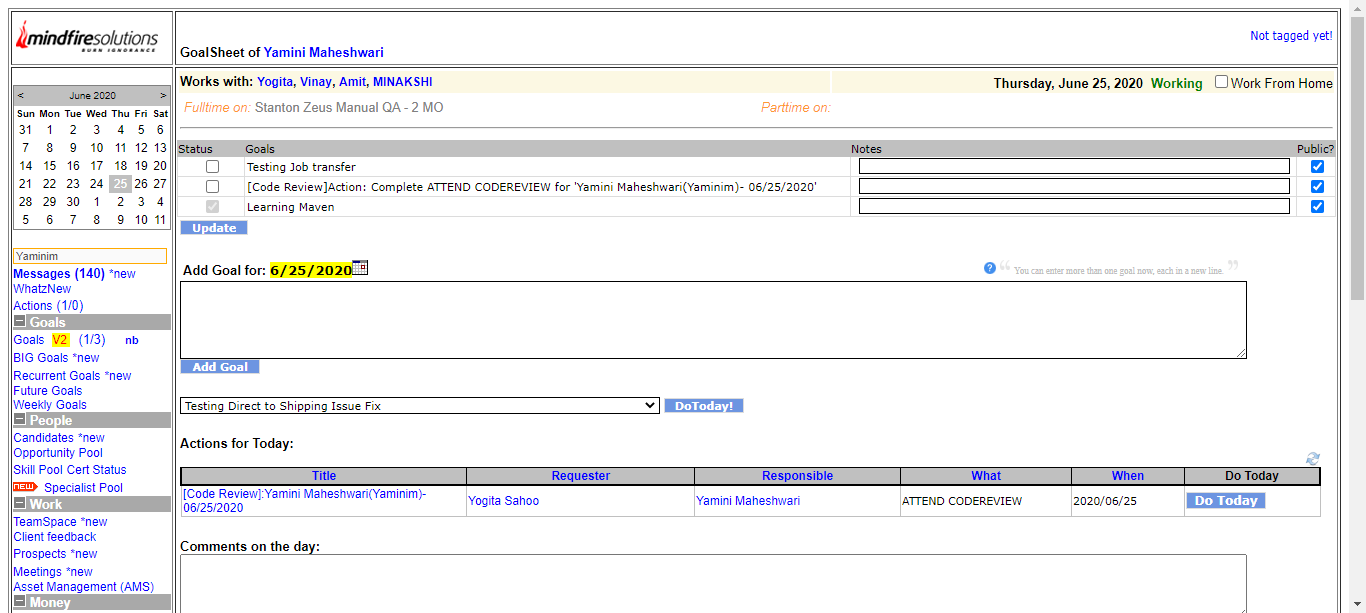 mindfiresolutions
BURN IGNORANCE
GoalSheet of Yamini Maheshwari
Not tagged yet!
< June 2020 >
Sun Mon Tue Wed Thu Fri Sat
31 1 2 3 4 5 6
7 8 9 10 11 12 13
14 15 16 17 18 19 20
21 22 23 24 25 26 27
28 29 30 1 2 3 4
5 6 7 8 9 10 11
Yaminim
Messages (140) *new
WhatzNew
Actions (1/0)
Goals
Goals V2 (1/3) nb
BIG Goals *new
Recurrent Goals *new
Future Goals
Weekly Goals
People
Candidates *new
Opportunity Pool
Skill Pool Cert Status
NEW Specialist Pool
Work
TeamSpace *new
Client feedback
Prospects *new
Meetings *new
Asset Management (AMS)
Money
Works with: Yogita, Vinay, Amit, MINAKSHI
Thursday, June 25, 2020 Working Work From Home
Fulltime on: Stanton Zeus Manual QA - 2 MO
Parttime on:
Status Goals Notes Public?
Testing Job transfer
[Code Review]Action: Complete ATTEND CODEREVIEW for 'Yamini Maheshwari(Yaminim)- 06/25/2020'
Learning Maven
Update
Add Goal for: 6/25/2020
? “ You can enter more than one goal now, each in a new line. ”
Add Goal
Testing Direct to Shipping Issue Fix
DoToday!
Actions for Today:
Title Requester Responsible What When Do Today
[Code Review]:Yamini Maheshwari(Yaminim)-
06/25/2020
Yogita Sahoo Yamini Maheshwari ATTEND CODEREVIEW 2020/06/25 Do Today
Comments on the day: